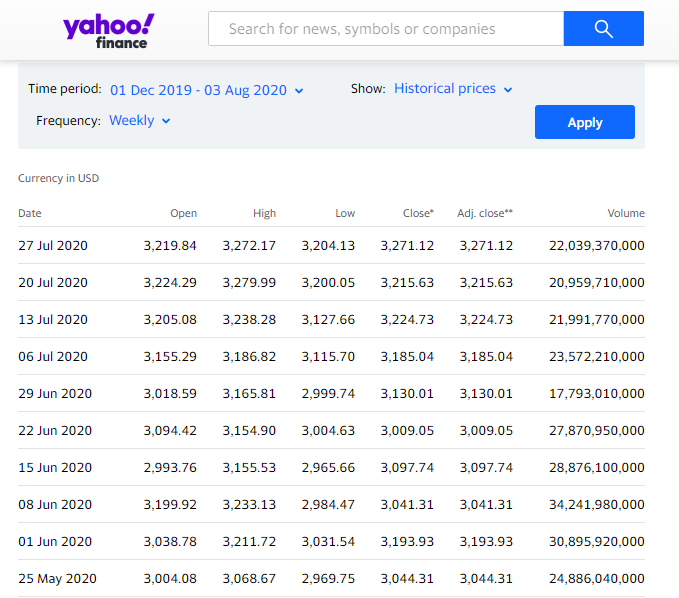 yahoo!
finance
Search for news, symbols or companies
Time period: 01 Dec 2019 - 03 Aug 2020 Show: Historical prices
Frequency: Weekly
Apply
Currency in USD
Date Open High Low Close* Adj. close** Volume
27 Jul 2020 3,219.84 3,272.17 3,204.13 3,271.12 3,271.12 22,039,370,000
20 Jul 2020 3,224.29 3,279.99 3,200.05 3,215.63 3,215.63 20,959,710,000
13 Jul 2020 3,205.08 3,238.28 3,127.66 3,224.73 3,224.73 21,991,770,000
06 Jul 2020 3,155.29 3,186.82 3,115.70 3,185.04 3,185.04 23,572,210,000
29 Jun 2020 3,018.59 3,165.81 2,999.74 3,130.01 3,130.01 17,793,010,000
22 Jun 2020 3,094.42 3,154.90 3,004.63 3,009.05 3,009.05 27,870,950,000
15 Jun 2020 2,993.76 3,155.53 2,965.66 3,097.74 3,097.74 28,876,100,000
08 Jun 2020 3,199.92 3,233.13 2,984.47 3,041.31 3,041.31 34,241,980,000
01 Jun 2020 3,038.78 3,211.72 3,031.54 3,193.93 3,193.93 30,895,920,000
25 May 2020 3,004.08 3,068.67 2,969.75 3,044.31 3,044.31 24,886,040,000